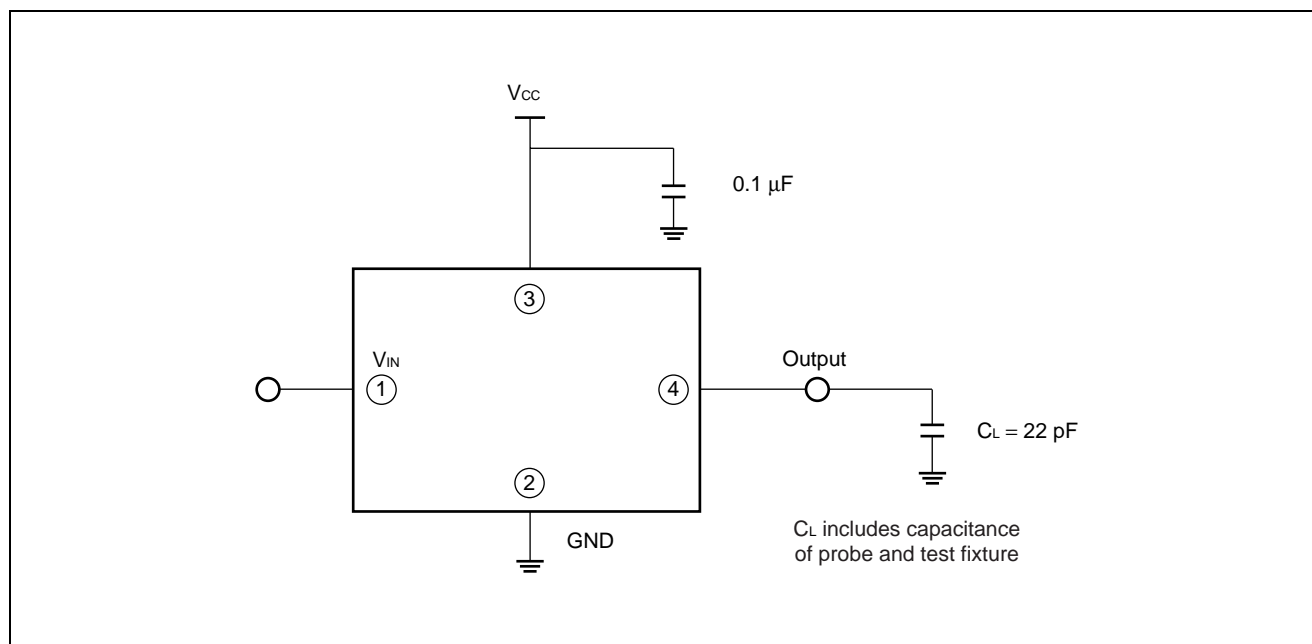 VCC
0.1 μF
3
VIN
1
4
Output
CL = 22 pF
2
GND
CL includes capacitance
of probe and test fixture